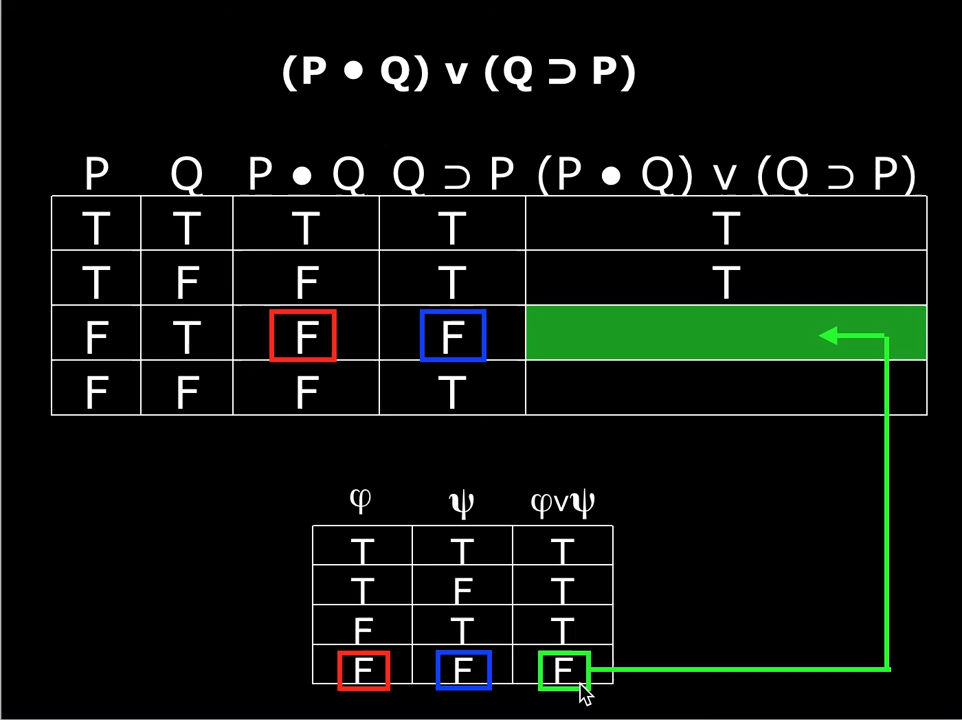 (P • Q) v (Q ⊃ P)
P Q P • Q Q ⊃ P (P • Q) v (Q ⊃ P)
T T T T T
T F F T T
F T F F
F F F T
φ ψ φvψ
T T T
T F T
F T T
F F F